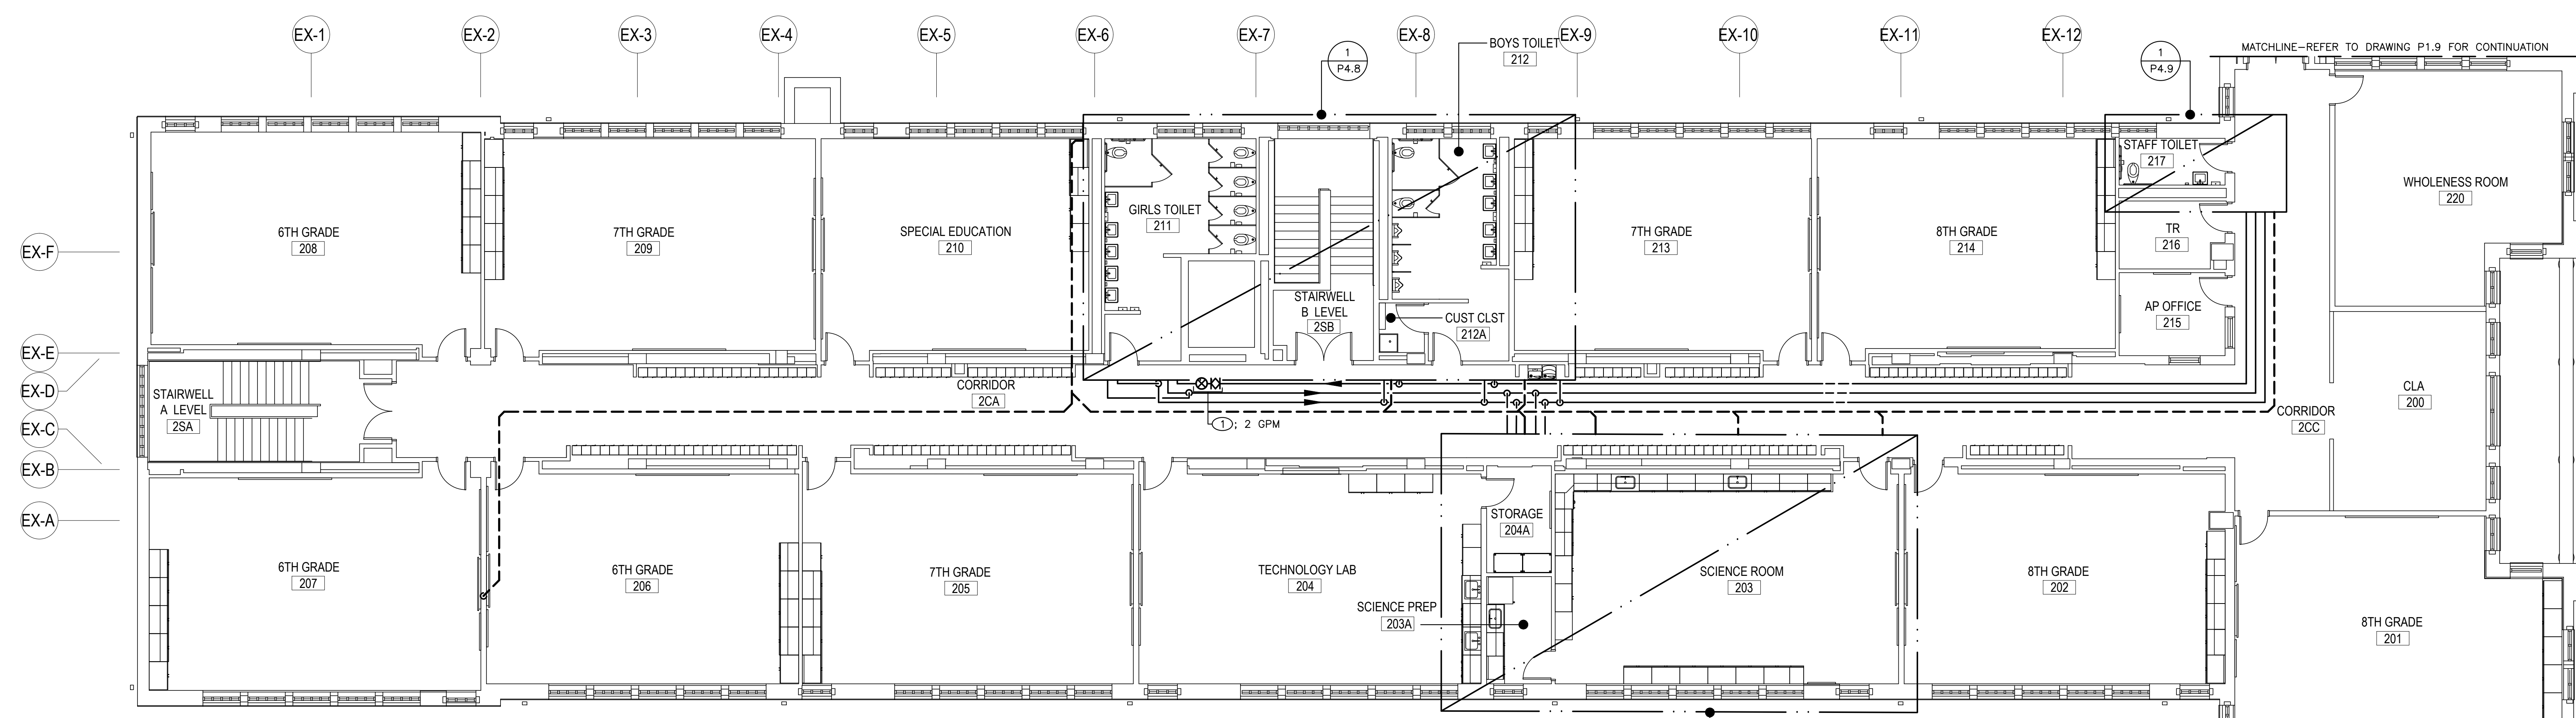 EX-1
EX-2
EX-3
EX-4
EX-5
EX-6
EX-7
EX-8
EX-9
EX-10
EX-11
EX-12
1
P4.8
BOYS TOILET
212
1
P4.9
MATCHLINE-REFER TO DRAWING P1.9 FOR CONTINUATION
EX-F
EX-E
EX-D
EX-C
EX-B
EX-A
6TH GRADE
208
7TH GRADE
209
SPECIAL EDUCATION
210
GIRLS TOILET
211
STAIRWELL
B LEVEL
2SB
CUST CLST
212A
7TH GRADE
213
8TH GRADE
214
STAFF TOILET
217
TR
216
AP OFFICE
215
WHOLENESS ROOM
220
STAIRWELL
A LEVEL
2SA
CORRIDOR
2CA
1; 2 GPM
CORRIDOR
2CC
CLA
200
6TH GRADE
207
6TH GRADE
206
7TH GRADE
205
TECHNOLOGY LAB
204
STORAGE
204A
SCIENCE PREP
203A
SCIENCE ROOM
203
8TH GRADE
202
8TH GRADE
201